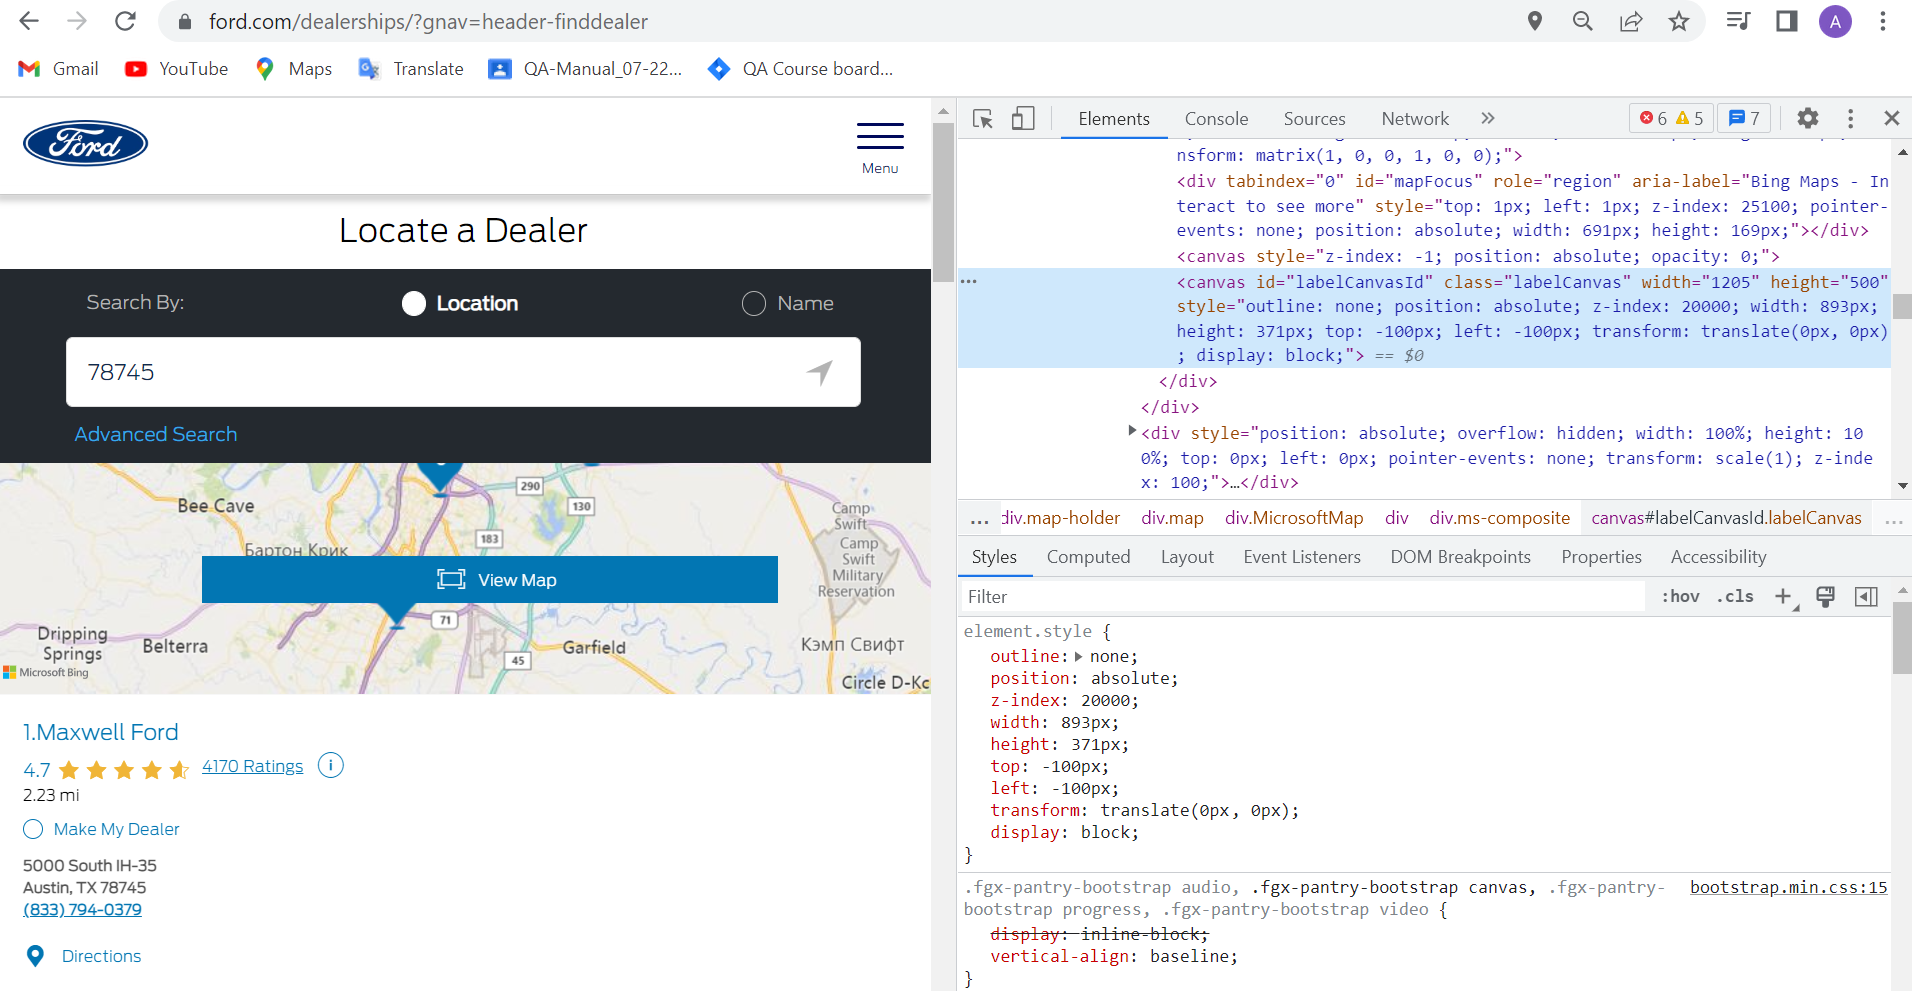 ford.com/dealerships/?gnav=header-finddealer
A
Gmail
YouTube
Maps
Translate
QA-Manual_07-22...
QA Course board...
Ford
Menu
Locate a Dealer
Search By:
Location
Name
78745
Advanced Search
Bee Cave
290
130
183
Бартон Крик
Camp
Swift
Camp
Swift
Military
Reservation
View Map
71
Dripping
Springs
Belterra
45
Garfield
Кэмп Свифт
Microsoft Bing
Circle D-Kc
1.Maxwell Ford
4.7
4170 Ratings
i
2.23 mi
Make My Dealer
5000 South IH-35
Austin, TX 78745
(833) 794-0379
Directions
Elements Console Sources Network » 6 5 7
nsform: matrix(1, 0, 0, 1, 0, 0);">
<div tabindex="0" id="mapFocus" role="region" aria-label="Bing Maps - In
teract to see more" style="top: 1px; left: 1px; z-index: 25100; pointer-
events: none; position: absolute; width: 691px; height: 169px;"></div>
<canvas style="z-index: -1; position: absolute; opacity: 0;">
… <canvas id="labelCanvasId" class="labelCanvas" width="1205" height="500"
style="outline: none; position: absolute; z-index: 20000; width: 893px;
height: 371px; top: -100px; left: -100px; transform: translate(0px, 0px)
; display: block;"> == $0
</div>
</div>
<div style="position: absolute; overflow: hidden; width: 100%; height: 10
0%; top: 0px; left: 0px; pointer-events: none; transform: scale(1); z-inde
x: 100;">…</div>
… div.map-holder div.map div.MicrosoftMap div div.ms-composite canvas#labelCanvasId.labelCanvas …
Styles Computed Layout Event Listeners DOM Breakpoints Properties Accessibility
Filter :hov .cls +
element.style {
outline: none;
position: absolute;
z-index: 20000;
width: 893px;
height: 371px;
top: -100px;
left: -100px;
transform: translate(0px, 0px);
display: block;
}
.fgx-pantry-bootstrap audio, .fgx-pantry-bootstrap canvas, .fgx-pantry- bootstrap.min.css:15
bootstrap progress, .fgx-pantry-bootstrap video {
display: inline-block;
vertical-align: baseline;
}